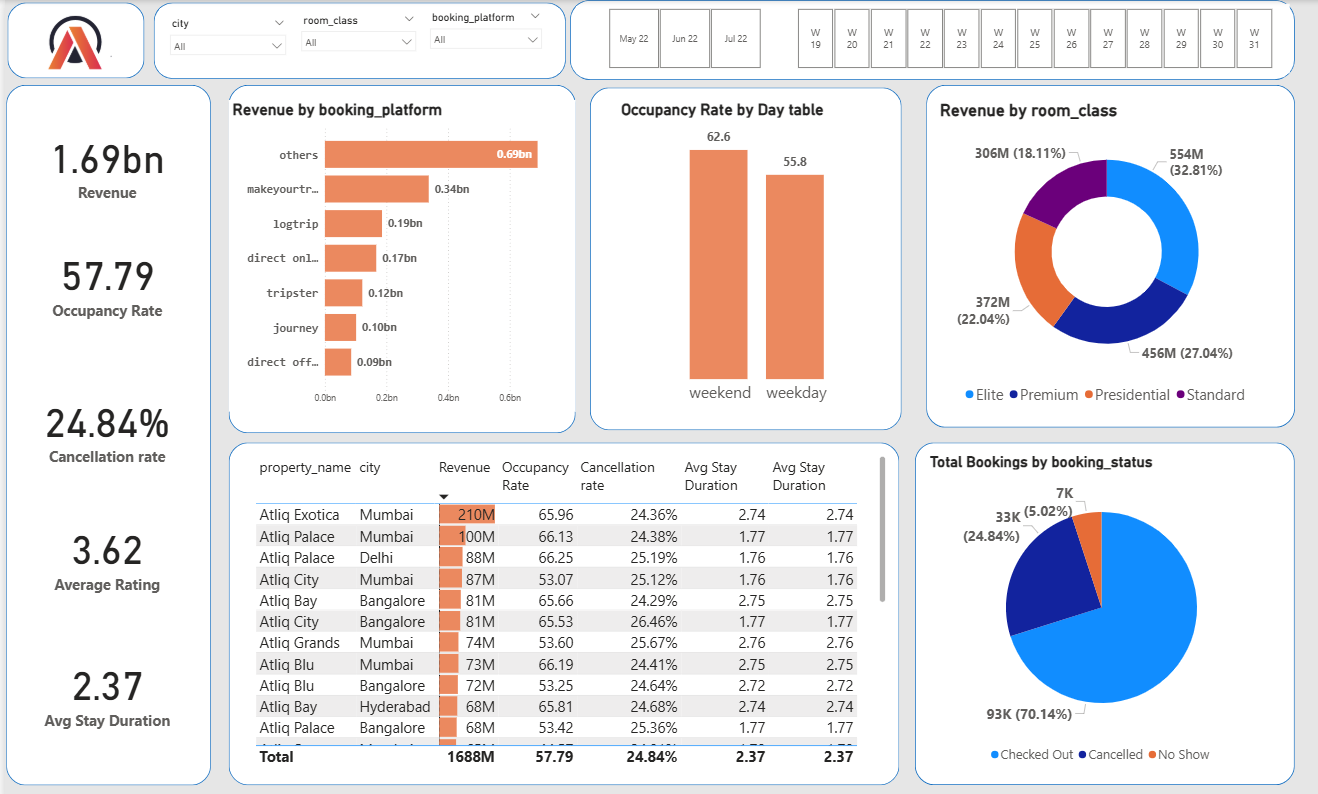 city
All
room_class
All
booking_platform
All
May 22
Jun 22
Jul 22
W 19
W 20
W 21
W 22
W 23
W 24
W 25
W 26
W 27
W 28
W 29
W 30
W 31
1.69bn
Revenue
57.79
Occupancy Rate
24.84%
Cancellation rate
3.62
Average Rating
2.37
Avg Stay Duration
Revenue by booking_platform
others 0.69bn
makeyourtr... 0.34bn
logtrip 0.19bn
direct onl... 0.17bn
tripster 0.12bn
journey 0.10bn
direct off... 0.09bn
0.0bn 0.2bn 0.4bn 0.6bn
Occupancy Rate by Day table
62.6
55.8
weekend weekday
Revenue by room_class
306M (18.11%)
554M
(32.81%)
372M
(22.04%)
456M (27.04%)
Elite Premium Presidential Standard
property_name city Revenue Occupancy Rate Cancellation rate Avg Stay Duration Avg Stay Duration
Atliq Exotica Mumbai 210M 65.96 24.36% 2.74 2.74
Atliq Palace Mumbai 100M 66.13 24.38% 1.77 1.77
Atliq Palace Delhi 88M 66.25 25.19% 1.76 1.76
Atliq City Mumbai 87M 53.07 25.12% 1.76 1.76
Atliq Bay Bangalore 81M 65.66 24.29% 2.75 2.75
Atliq City Bangalore 81M 65.53 26.46% 1.77 1.77
Atliq Grands Mumbai 74M 53.60 25.67% 2.76 2.76
Atliq Blu Mumbai 73M 66.19 24.41% 2.75 2.75
Atliq Blu Bangalore 72M 53.25 24.64% 2.72 2.72
Atliq Bay Hyderabad 68M 65.81 24.68% 2.74 2.74
Atliq Palace Bangalore 68M 53.42 25.36% 1.77 1.77
Total 1688M 57.79 24.84% 2.37 2.37
Total Bookings by booking_status
7K
(5.02%)
33K
(24.84%)
93K (70.14%)
Checked Out Cancelled No Show